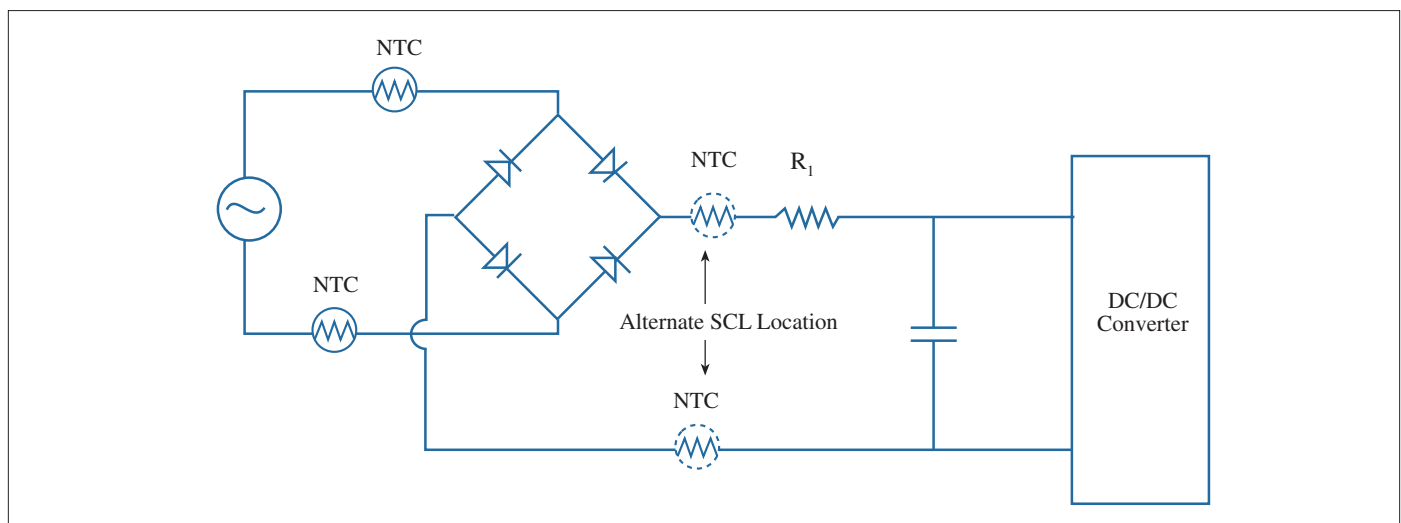 NTC
NTC
R1
NTC
Alternate SCL Location
DC/DC
Converter
NTC